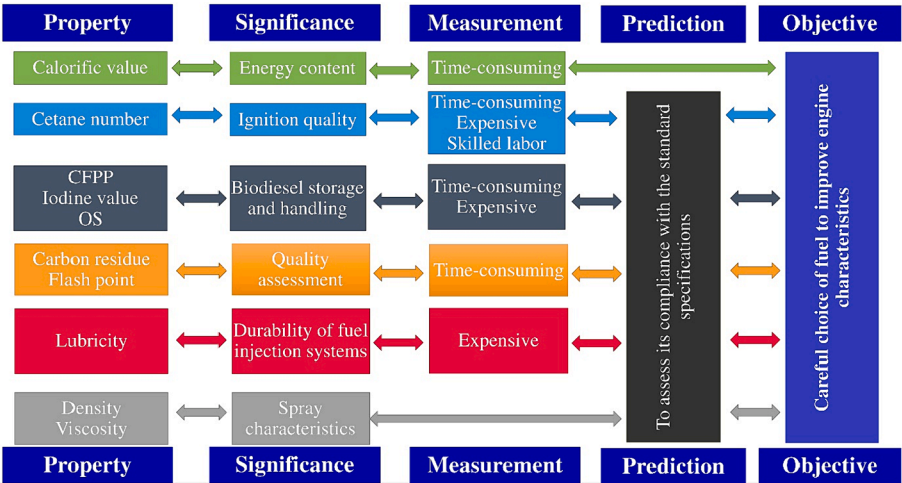 Property
Significance
Measurement
Prediction
Objective
Calorific value
Energy content
Time-consuming
Cetane number
Ignition quality
Time-consuming
Expensive
Skilled labor
CFPP
Iodine value
OS
Biodiesel storage
and handling
Time-consuming
Expensive
Carbon residue
Flash point
Quality
assessment
Time-consuming
Lubricity
Durability of fuel
injection systems
Expensive
Density
Viscosity
Spray
characteristics
To assess its compliance with the standard
specifications
Careful choice of fuel to improve engine
characteristics
Property
Significance
Measurement
Prediction
Objective